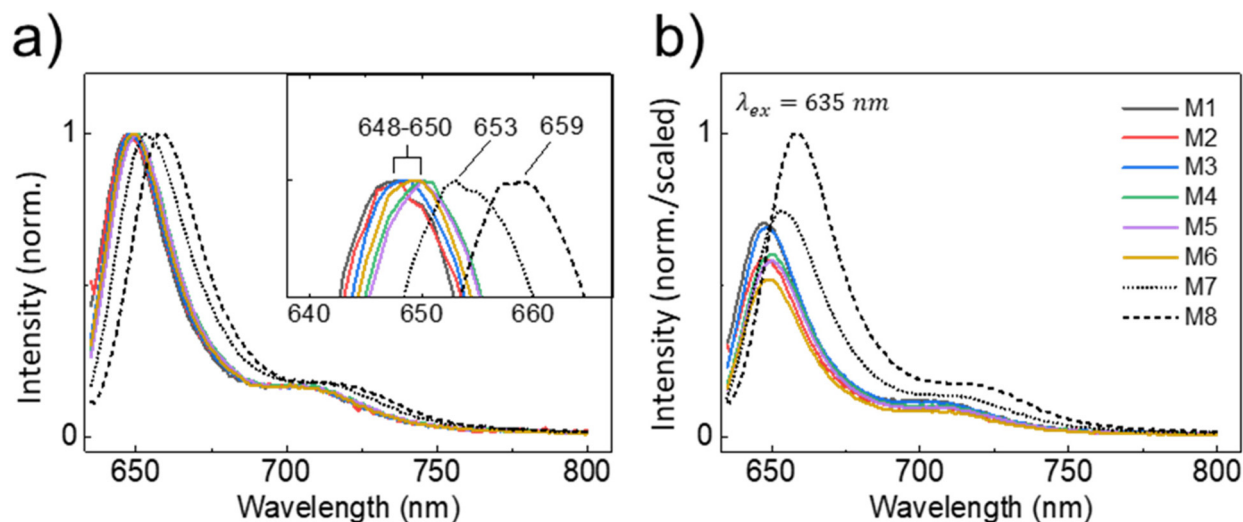 a)
Intensity (norm.)
1
0
648-650
653
659
640
650
660
650
700
750
800
Wavelength (nm)
b)
Intensity (norm./scaled)
λex = 635 nm
1
0
M1
M2
M3
M4
M5
M6
M7
M8
650
700
750
800
Wavelength (nm)